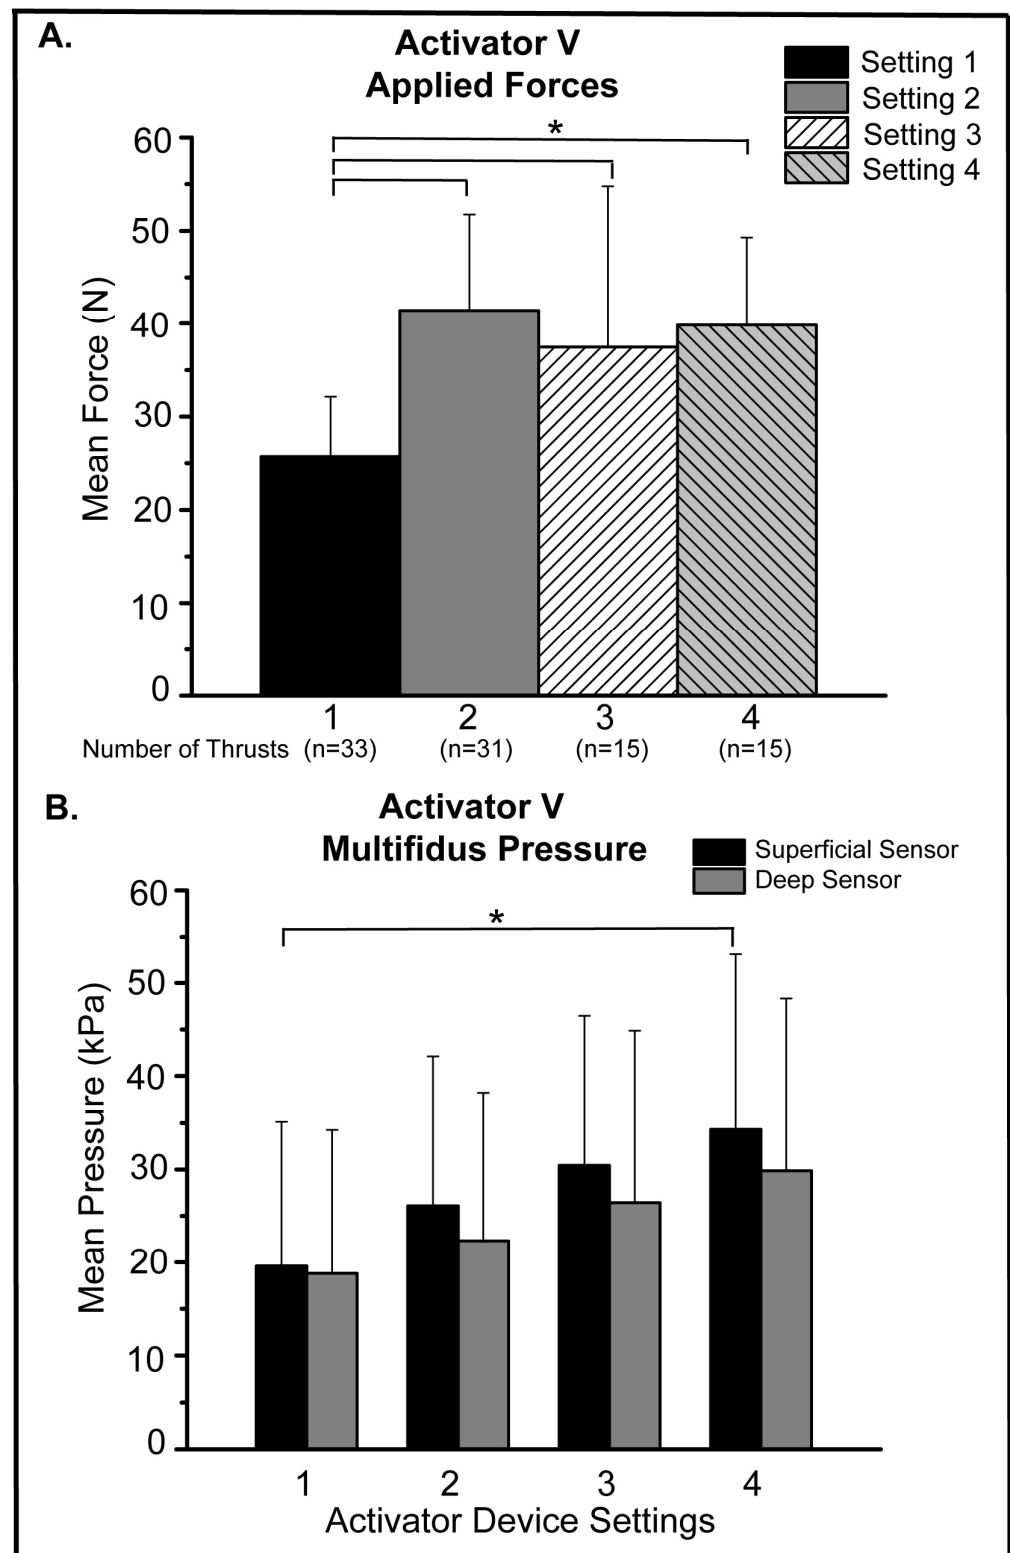 A.
Activator V
Applied Forces
Setting 1
Setting 2
Setting 3
Setting 4
*
60
50
40
30
20
10
0
Mean Force (N)
1 2 3 4
Number of Thrusts (n=33) (n=31) (n=15) (n=15)
B.
Activator V
Multifidus Pressure
Superficial Sensor
Deep Sensor
*
60
50
40
30
20
10
0
Mean Pressure (kPa)
1 2 3 4
Activator Device Settings